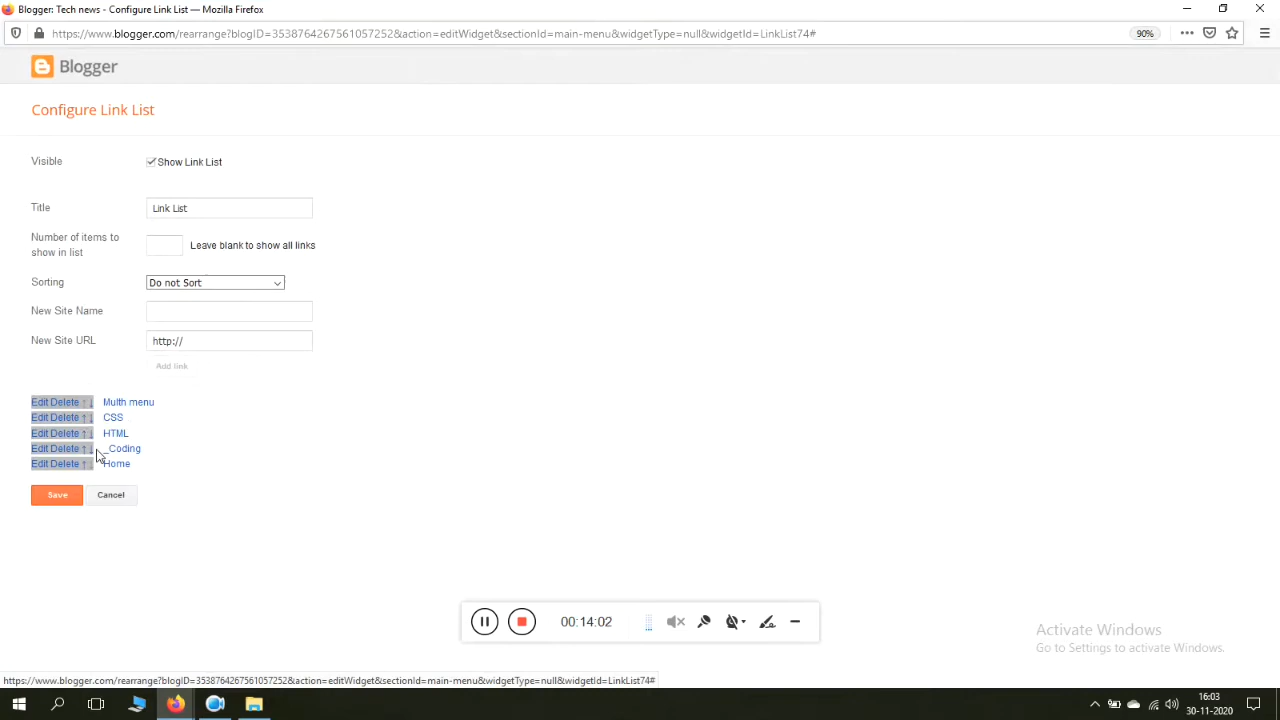 Blogger: Tech news - Configure Link List — Mozilla Firefox
https://www.blogger.com/rearrange?blogID=3538764267561057252&action=editWidget&sectionId=main-menu&widgetType=null&widgetId=LinkList74#
90%
Blogger
Configure Link List
Visible Show Link List
Title Link List
Number of items to
show in list
Leave blank to show all links
Sorting Do not Sort
New Site Name
New Site URL http://
Add link
Edit Delete ↑ ↓ Multh menu
Edit Delete ↑ ↓ CSS
Edit Delete ↑ ↓ HTML
Edit Delete ↑ ↓ _Coding
Edit Delete ↑ ↓ Home
Save Cancel
00:14:02
Activate Windows
Go to Settings to activate Windows.
https://www.blogger.com/rearrange?blogID=3538764267561057252&action=editWidget&sectionId=main-menu&widgetType=null&widgetId=LinkList74#
16:03
30-11-2020